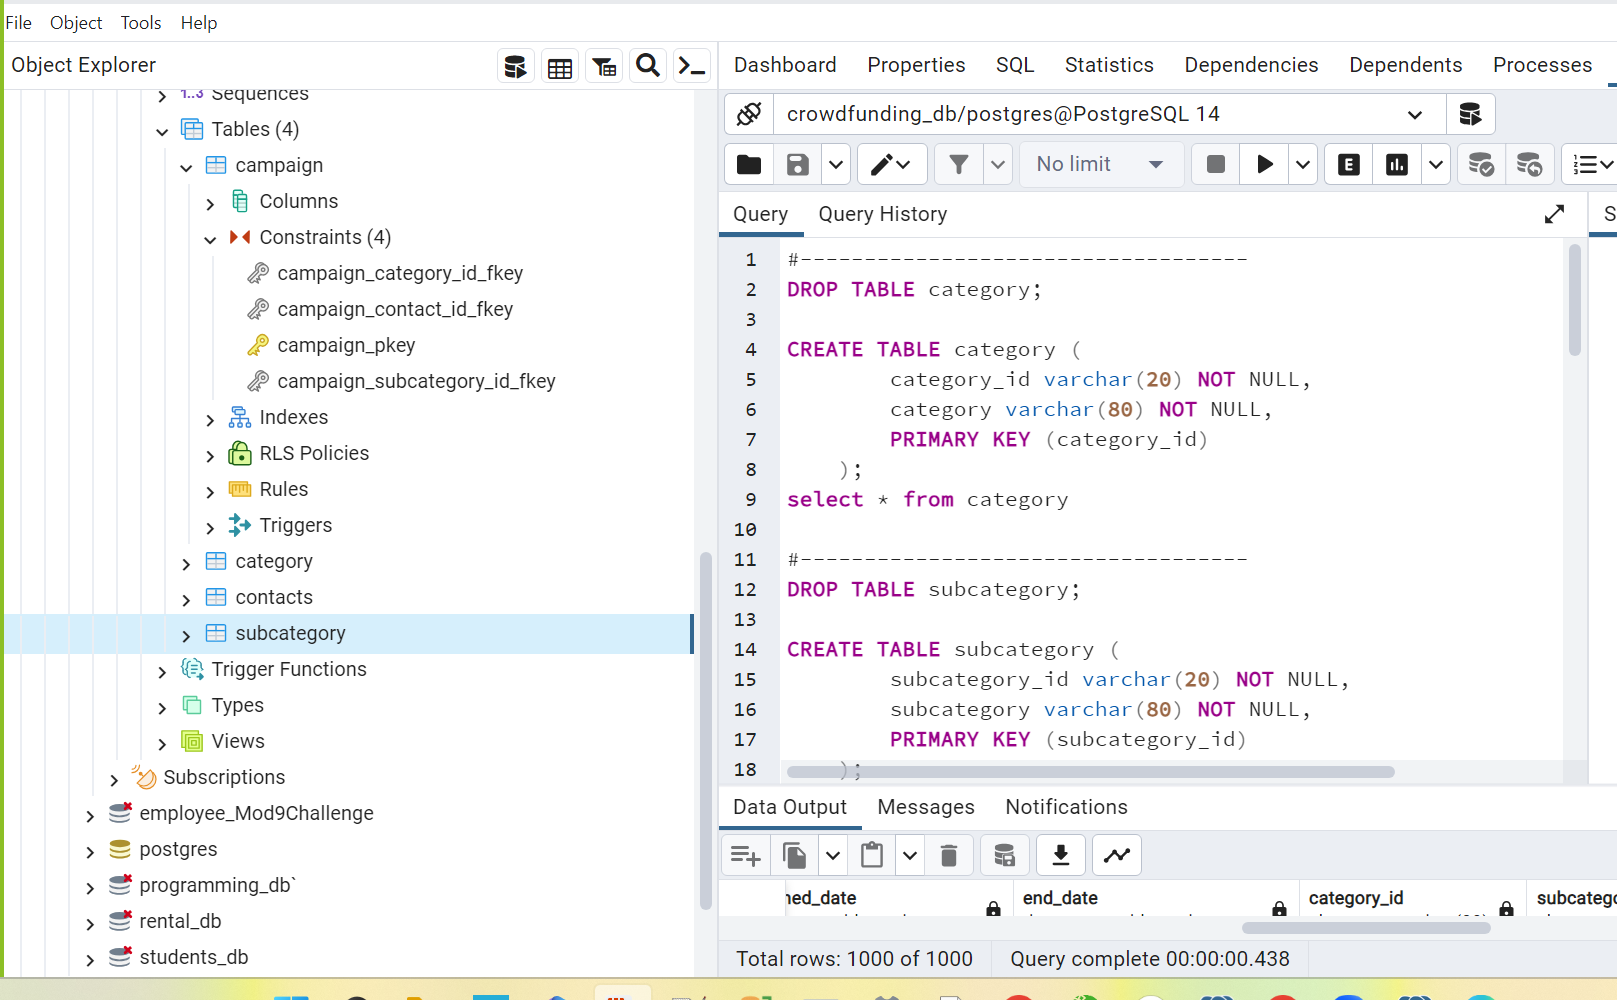 File Object Tools Help
Object Explorer
Sequences
Tables (4)
campaign
Columns
Constraints (4)
campaign_category_id_fkey
campaign_contact_id_fkey
campaign_pkey
campaign_subcategory_id_fkey
Indexes
RLS Policies
Rules
Triggers
category
contacts
subcategory
Trigger Functions
Types
Views
Subscriptions
employee_Mod9Challenge
postgres
programming_db`
rental_db
students_db
Dashboard Properties SQL Statistics Dependencies Dependents Processes
crowdfunding_db/postgres@PostgreSQL 14
No limit
Query Query History
1 #-----------------------------------
2 DROP TABLE category;
3
4 CREATE TABLE category (
5 category_id varchar(20) NOT NULL,
6 category varchar(80) NOT NULL,
7 PRIMARY KEY (category_id)
8 );
9 select * from category
10
11 #-----------------------------------
12 DROP TABLE subcategory;
13
14 CREATE TABLE subcategory (
15 subcategory_id varchar(20) NOT NULL,
16 subcategory varchar(80) NOT NULL,
17 PRIMARY KEY (subcategory_id)
18 );
Data Output Messages Notifications
ned_date end_date category_id subcatego
Total rows: 1000 of 1000 Query complete 00:00:00.438